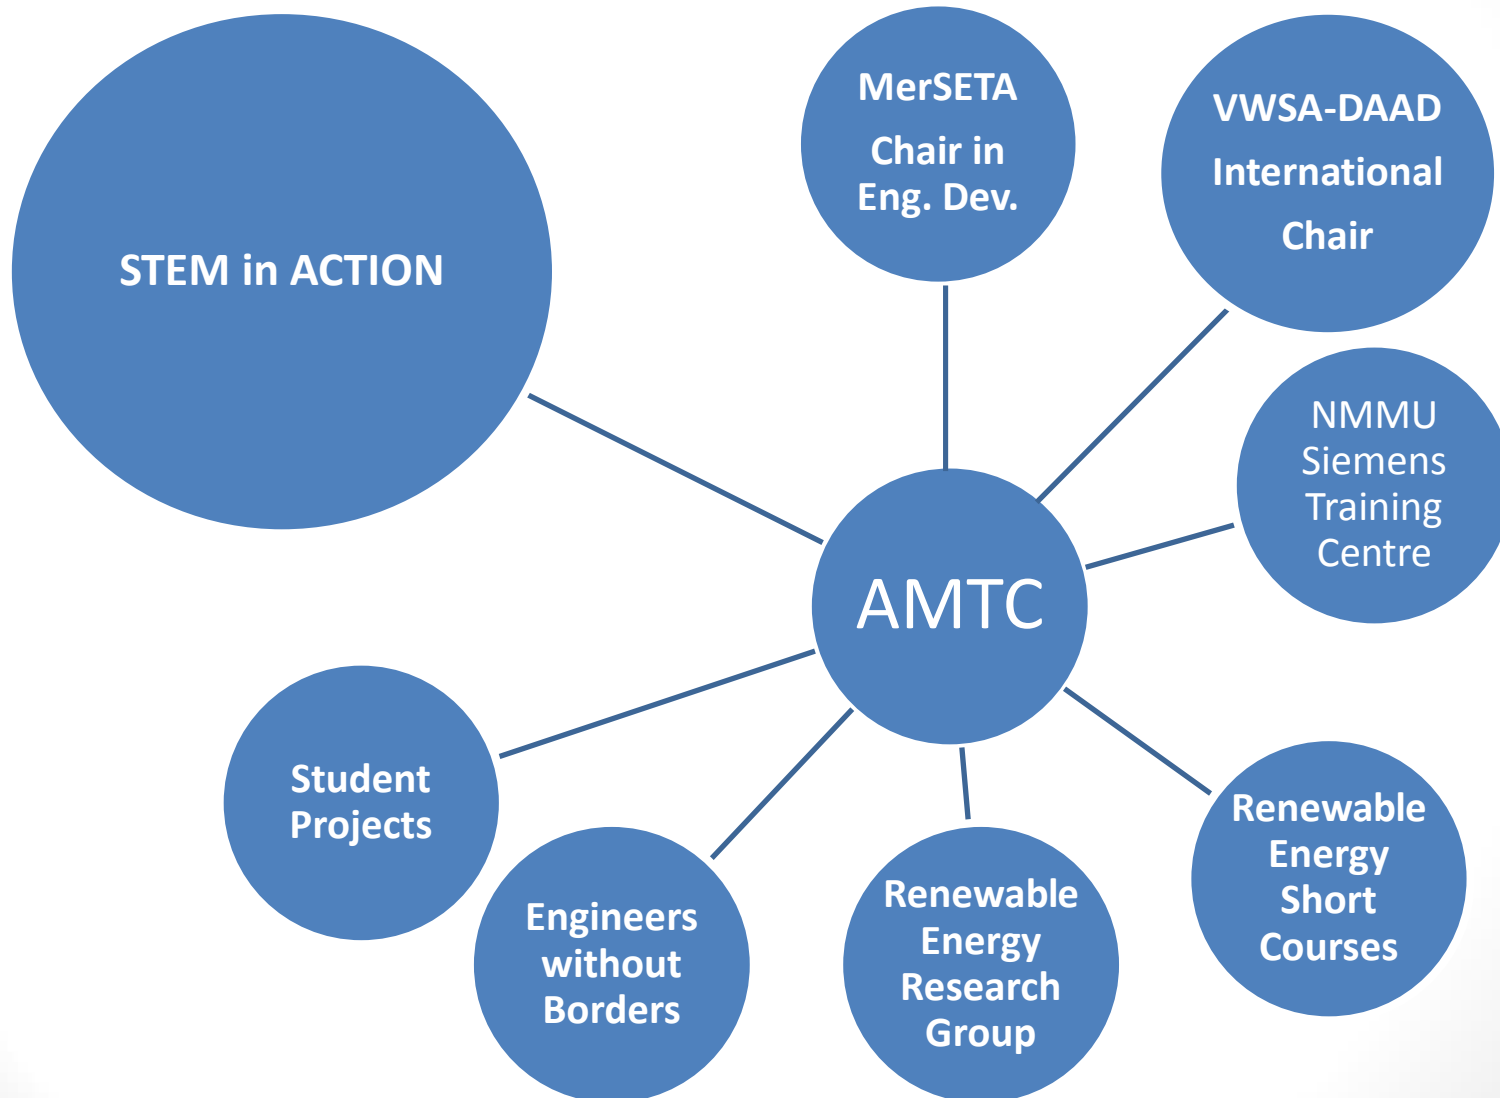 STEM in ACTION
MerSETA
Chair in
Eng. Dev.
VWSA-DAAD
International
Chair
NMMU
Siemens
Training
Centre
AMTC
Student
Projects
Engineers
without
Borders
Renewable
Energy
Research
Group
Renewable
Energy
Short
Courses